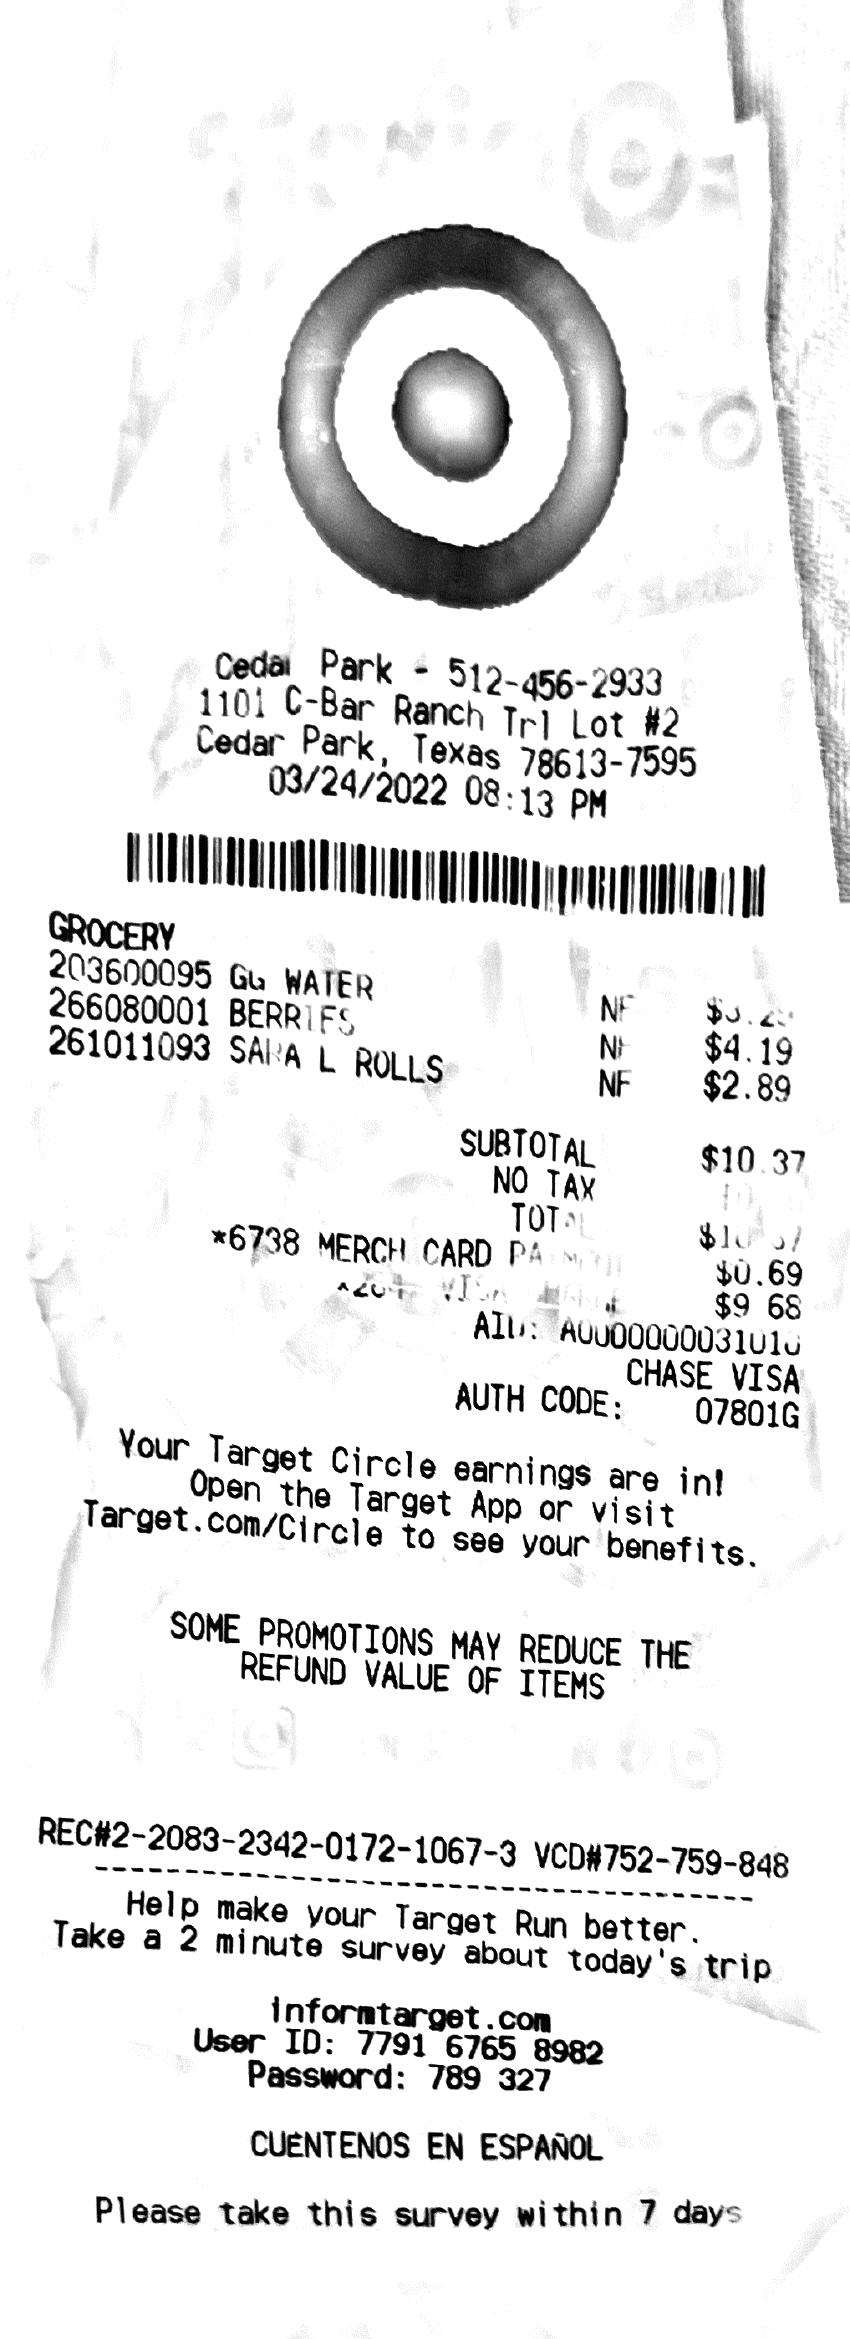 Cedar Park - 512-456-2933
1101 C-Bar Ranch Trl Lot #2
Cedar Park, Texas 78613-7595
03/24/2022 08:13 PM
GROCERY
203600095 GG WATER NF
266080001 BERRIES NF $4.19
261011093 SARA L ROLLS NF $2.89
SUBTOTAL $10.37
NO TAX
TOTAL $10.37
*6738 MERCH CARD $0.69
VISA $9.68
AID: A0000000031010
CHASE VISA
AUTH CODE: 07801G
Your Target Circle earnings are in!
Open the Target App or visit
Target.com/Circle to see your benefits.
SOME PROMOTIONS MAY REDUCE THE
REFUND VALUE OF ITEMS
REC#2-2083-2342-0172-1067-3 VCD#752-759-848
Help make your Target Run better.
Take a 2 minute survey about today's trip
informtarget.com
User ID: 7791 6765 8982
Password: 789 327
CUÉNTENOS EN ESPAÑOL
Please take this survey within 7 days